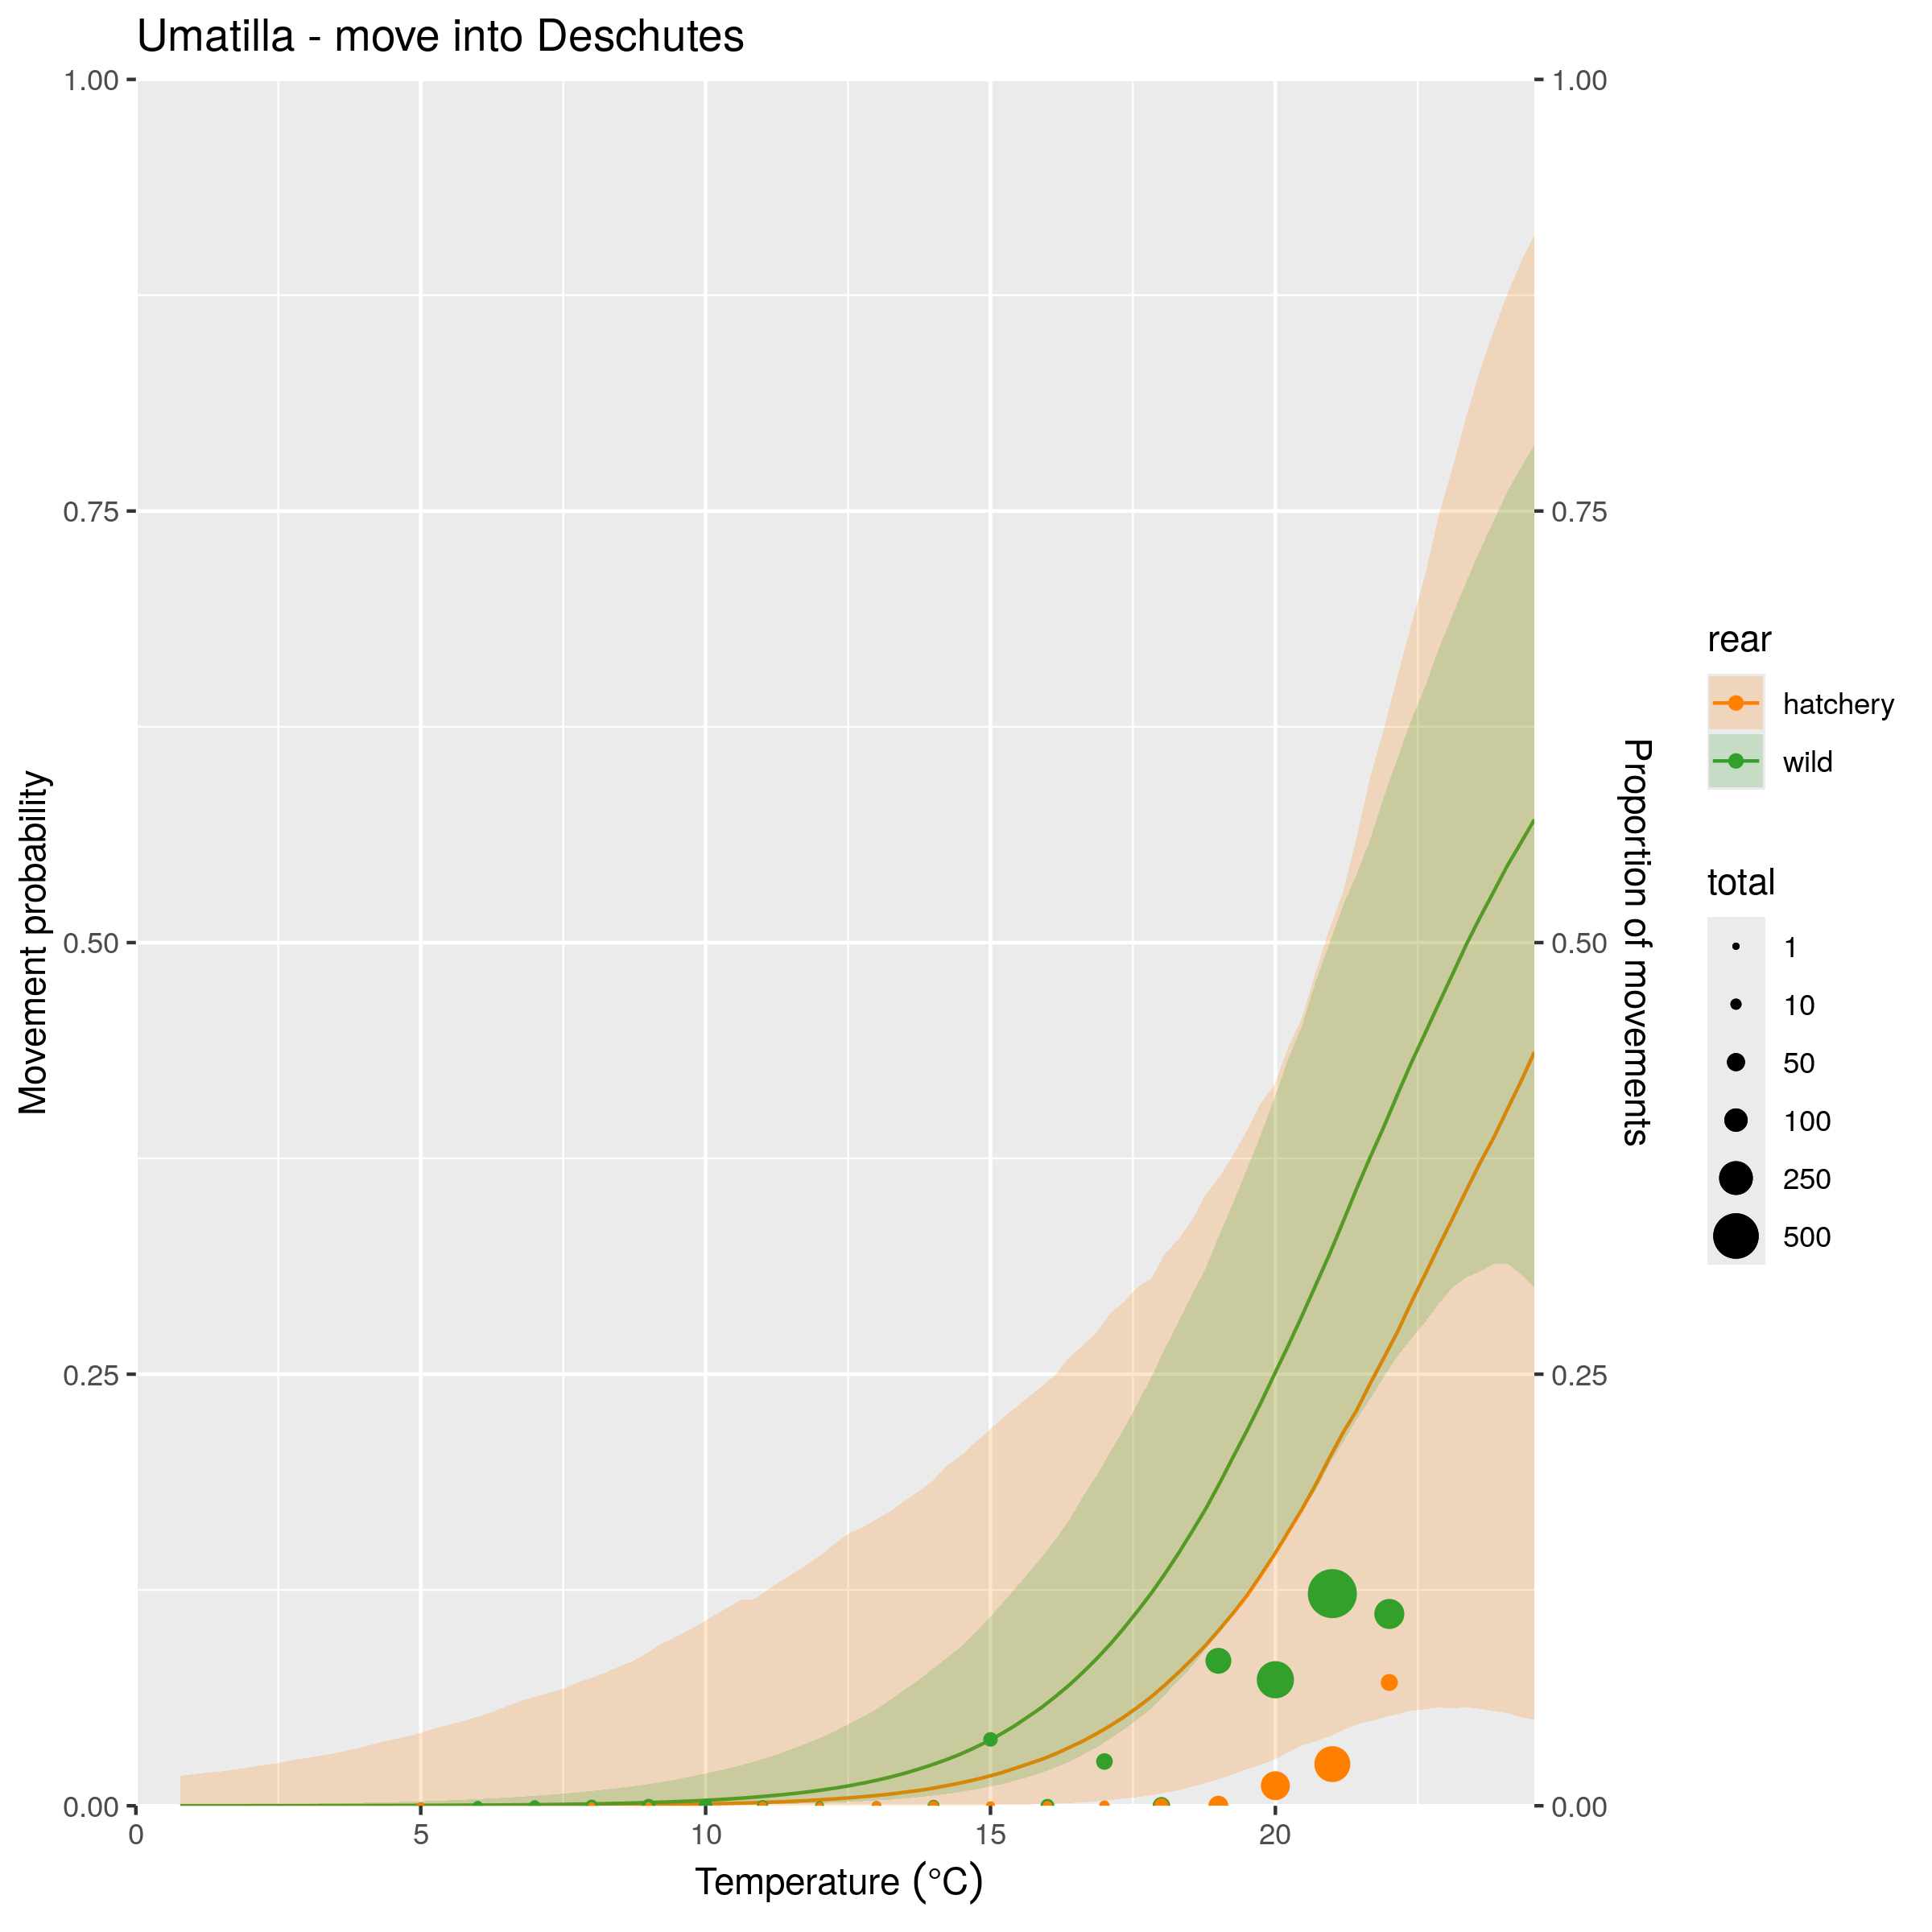 Umatilla - move into Deschutes
1.00
0.75
0.50
0.25
0.00
Movement probability
0
5
10
15
20
Temperature (°C)
1.00
0.75
0.50
0.25
0.00
Proportion of movements
rear
hatchery
wild
total
1
10
50
100
250
500